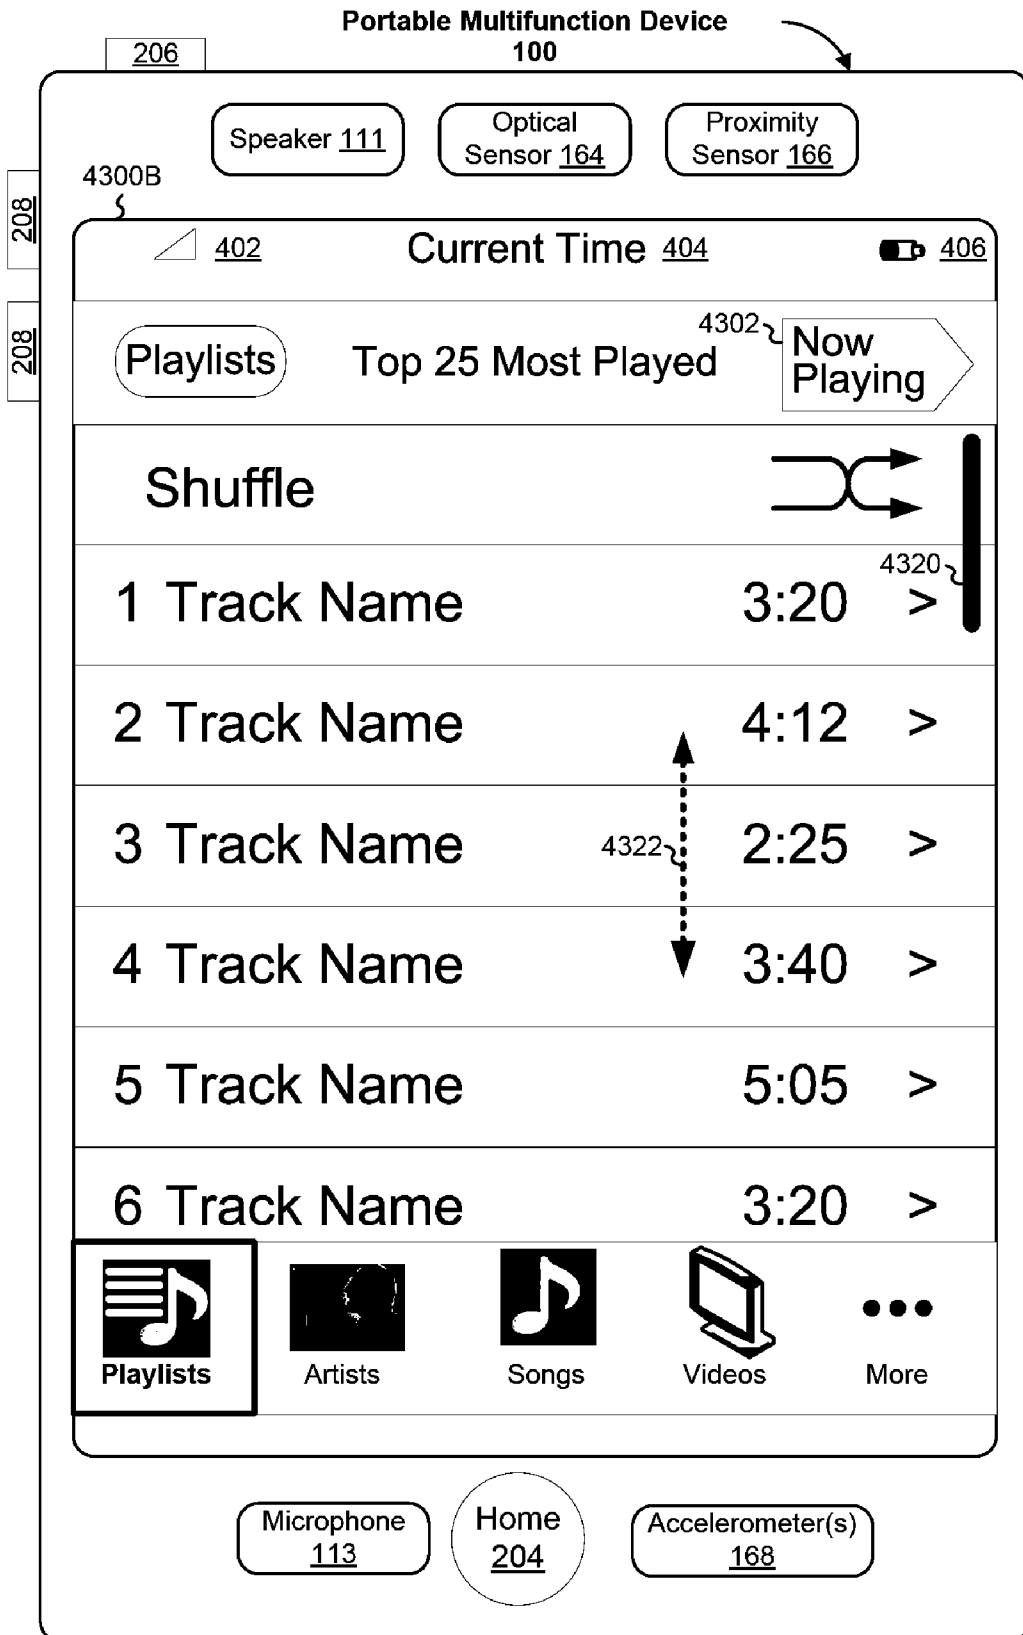 Portable Multifunction Device
100
206
Speaker 111
Optical
Sensor 164
Proximity
Sensor 166
4300B
208
402
Current Time 404
406
208
Playlists
Top 25 Most Played
4302
Now
Playing
Shuffle
4320
1 Track Name 3:20 >
2 Track Name 4:12 >
3 Track Name 2:25 >
4322
4 Track Name 3:40 >
5 Track Name 5:05 >
6 Track Name 3:20 >
Playlists
Artists
Songs
Videos
More
Microphone
113
Home
204
Accelerometer(s)
168